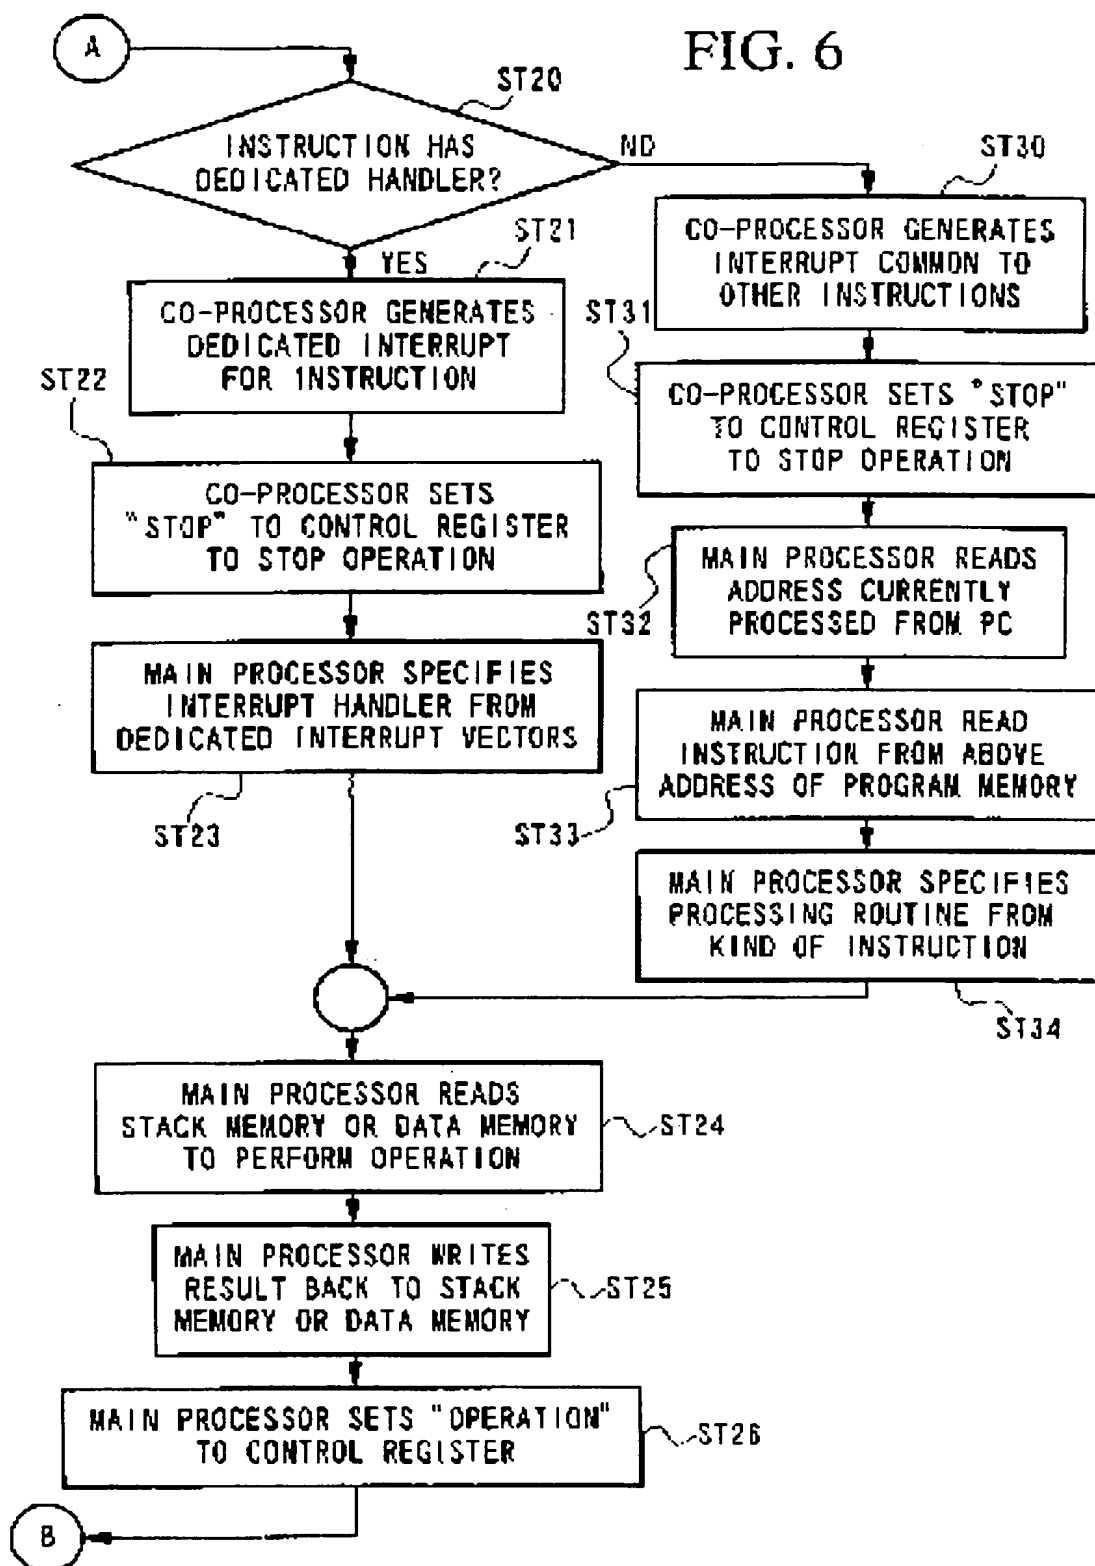 FIG. 6
A
ST20
INSTRUCTION HAS
DEDICATED HANDLER?
NO
YES
ST21
CO-PROCESSOR GENERATES
DEDICATED INTERRUPT
FOR INSTRUCTION
ST22
CO-PROCESSOR SETS
"STOP" TO CONTROL REGISTER
TO STOP OPERATION
MAIN PROCESSOR SPECIFIES
INTERRUPT HANDLER FROM
DEDICATED INTERRUPT VECTORS
ST23
ST30
CO-PROCESSOR GENERATES
INTERRUPT COMMON TO
OTHER INSTRUCTIONS
ST31
CO-PROCESSOR SETS "STOP"
TO CONTROL REGISTER
TO STOP OPERATION
MAIN PROCESSOR READS
ADDRESS CURRENTLY
PROCESSED FROM PC
ST32
MAIN PROCESSOR READ
INSTRUCTION FROM ABOVE
ADDRESS OF PROGRAM MEMORY
ST33
MAIN PROCESSOR SPECIFIES
PROCESSING ROUTINE FROM
KIND OF INSTRUCTION
ST34
MAIN PROCESSOR READS
STACK MEMORY OR DATA MEMORY
TO PERFORM OPERATION
ST24
MAIN PROCESSOR WRITES
RESULT BACK TO STACK
MEMORY OR DATA MEMORY
ST25
MAIN PROCESSOR SETS "OPERATION"
TO CONTROL REGISTER
ST26
B